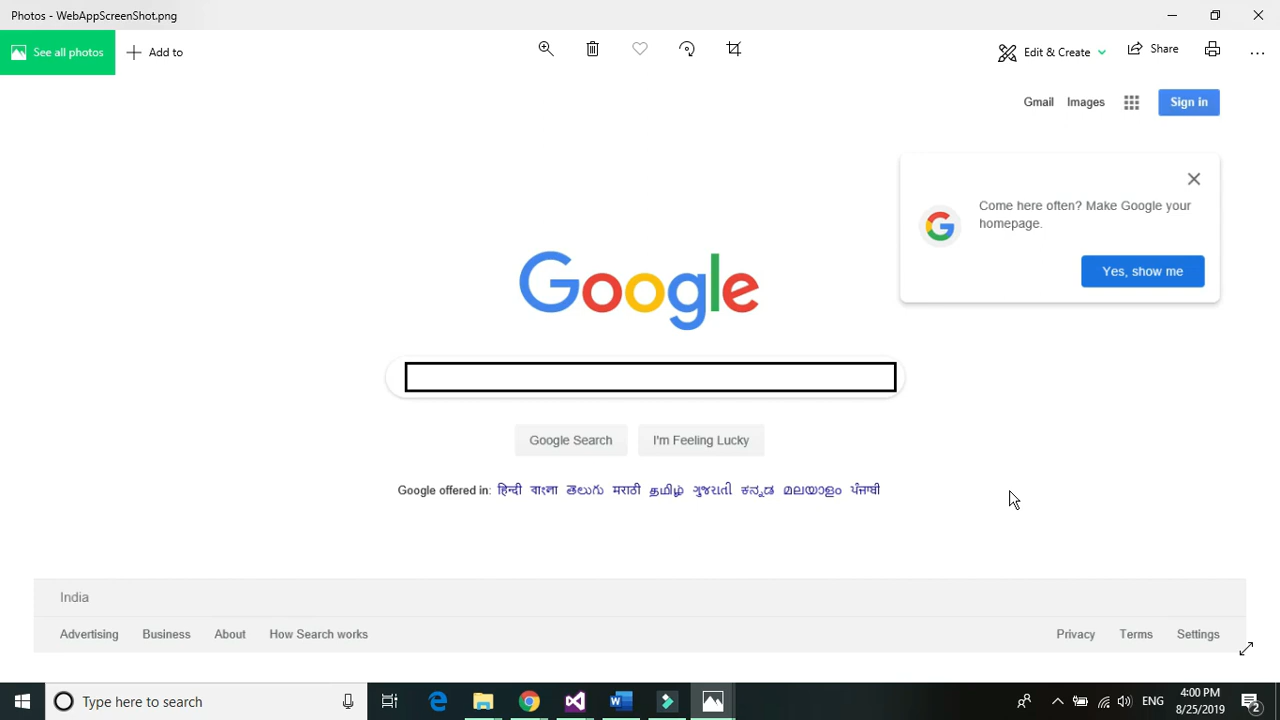 Photos - WebAppScreenShot.png
See all photos
Add to
Edit & Create
Share
Gmail
Images
Sign in
Come here often? Make Google your
homepage.
Yes, show me
Google
Google Search
I'm Feeling Lucky
Google offered in: हिन्दी বাংলা తెలుగు मराठी தமிழ் ગુજરાતી ಕನ್ನಡ മലയാളം ਪੰਜਾਬੀ
India
Advertising Business About How Search works
Privacy Terms Settings
Type here to search
ENG
4:00 PM
8/25/2019
2